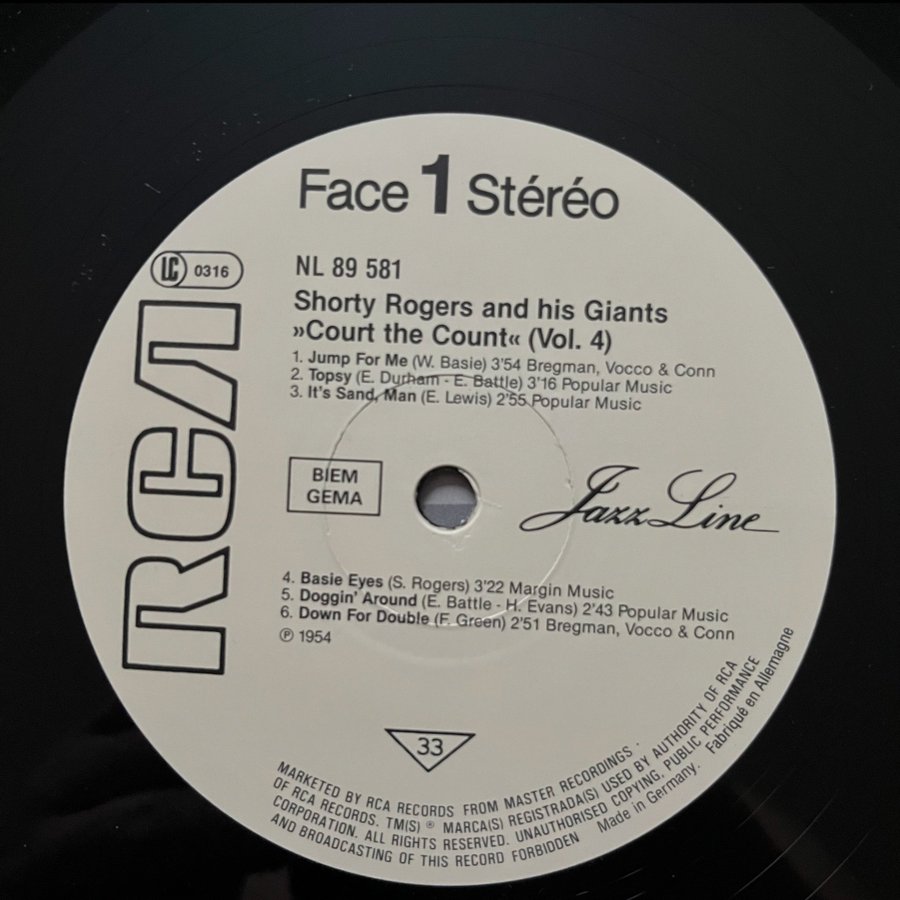 Face 1 Stéréo
LC 0316
NL 89 581
Shorty Rogers and his Giants
»Court the Count« (Vol. 4)
1. Jump For Me (W. Basie) 3'54 Bregman, Vocco & Conn
2. Topsy (E. Durham - E. Battle) 3'16 Popular Music
3. It's Sand, Man (E. Lewis) 2'55 Popular Music
RCA
BIEM
GEMA
Jazz Line
4. Basie Eyes (S. Rogers) 3'22 Margin Music
5. Doggin' Around (E. Battle - H. Evans) 2'43 Popular Music
6. Down For Double (F. Green) 2'51 Bregman, Vocco & Conn
℗ 1954
33
MARKETED BY RCA RECORDS FROM MASTER RECORDINGS ·
OF RCA RECORDS. TM(S) ® MARCA(S) REGISTRADA(S) USED BY AUTHORITY OF RCA
CORPORATION. ALL RIGHTS RESERVED. UNAUTHORISED COPYING, PUBLIC PERFORMANCE
AND BROADCASTING OF THIS RECORD FORBIDDEN Made in Germany. Fabriqué en Allemagne